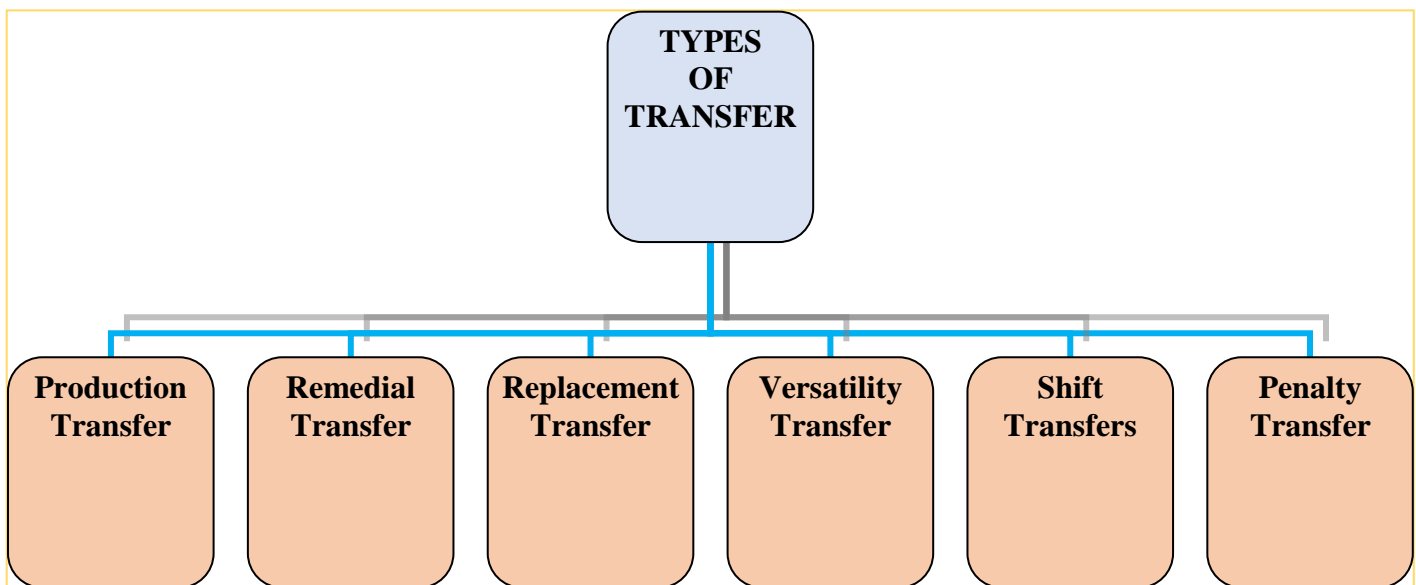 TYPES
OF
TRANSFER
Production
Transfer
Remedial
Transfer
Replacement
Transfer
Versatility
Transfer
Shift
Transfers
Penalty
Transfer